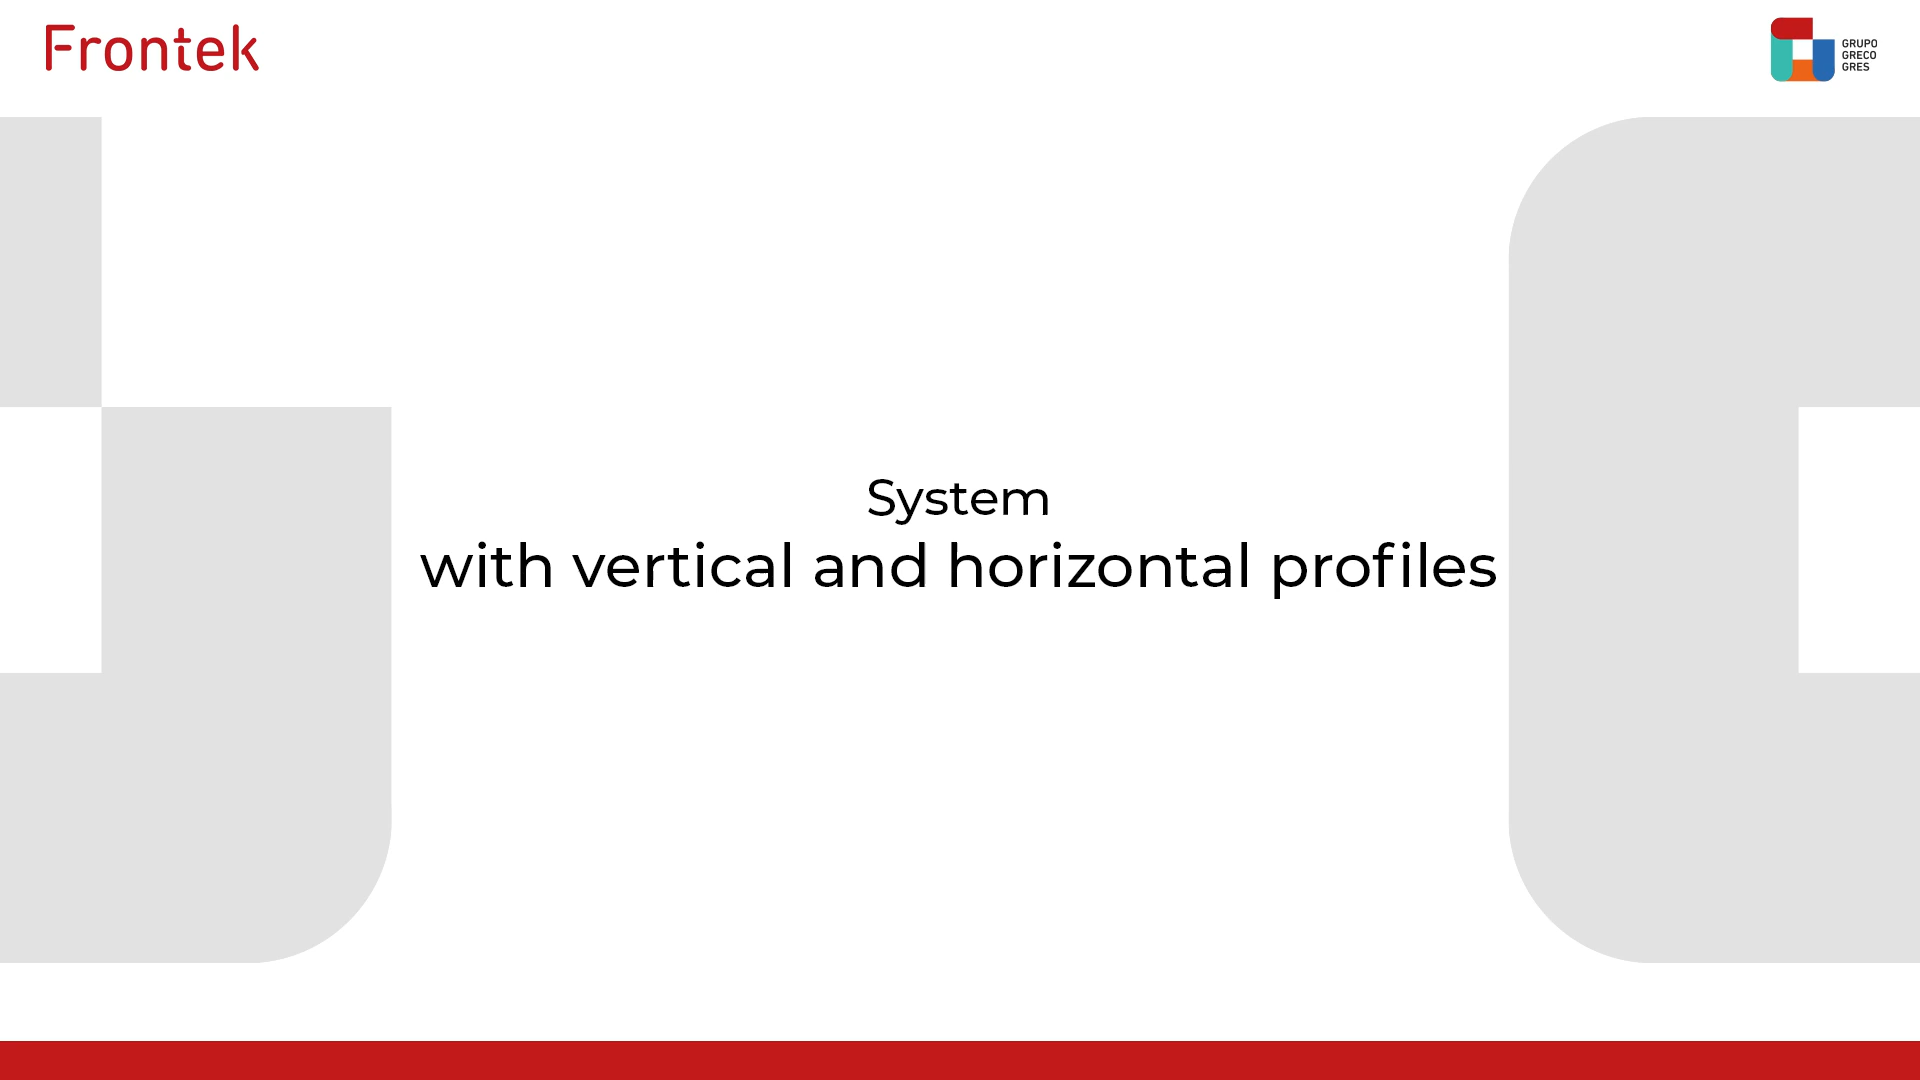 Frontek
GRUPO
GRECO
GRES
System
with vertical and horizontal profiles